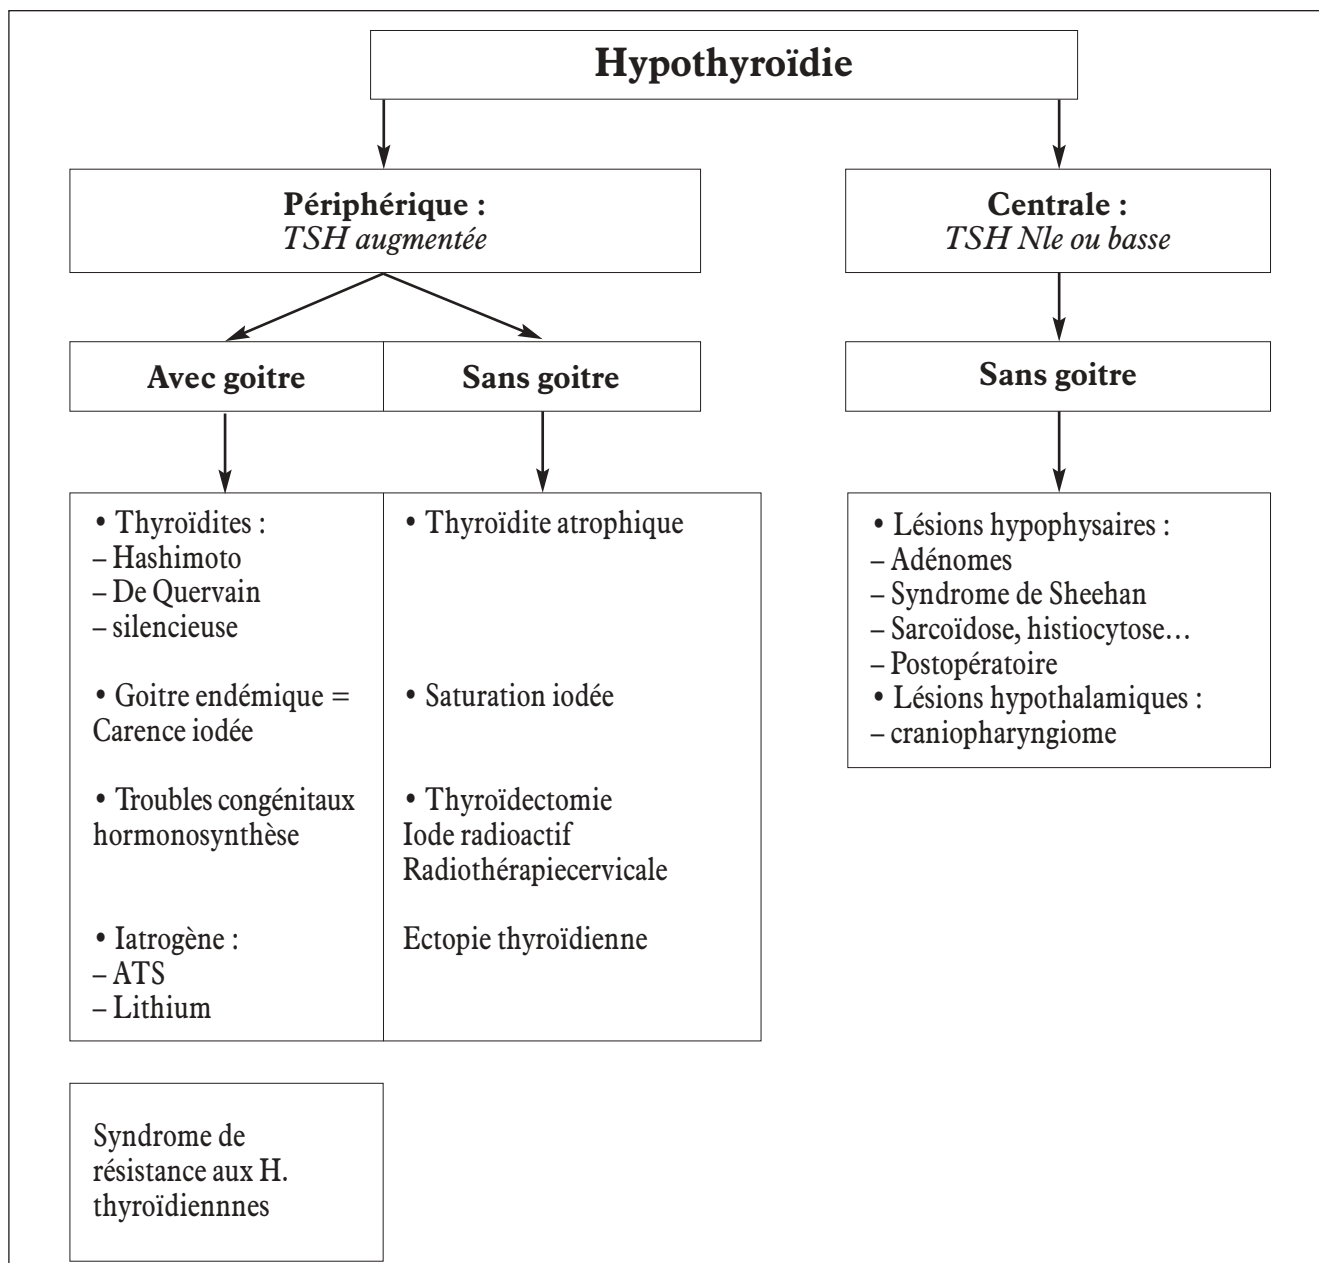 Hypothyroïdie
Périphérique :
TSH augmentée
Centrale :
TSH Nle ou basse
Avec goitre
Sans goitre
Sans goitre
• Thyroïdites :
– Hashimoto
– De Quervain
– silencieuse
• Goitre endémique =
Carence iodée
• Troubles congénitaux
hormonosynthèse
• Iatrogène :
– ATS
– Lithium
• Thyroïdite atrophique
• Saturation iodée
• Thyroïdectomie
Iode radioactif
Radiothérapiecervicale
Ectopie thyroïdienne
• Lésions hypophysaires :
– Adénomes
– Syndrome de Sheehan
– Sarcoïdose, histiocytose…
– Postopératoire
• Lésions hypothalamiques :
– craniopharyngiome
Syndrome de
résistance aux H.
thyroïdiennnes